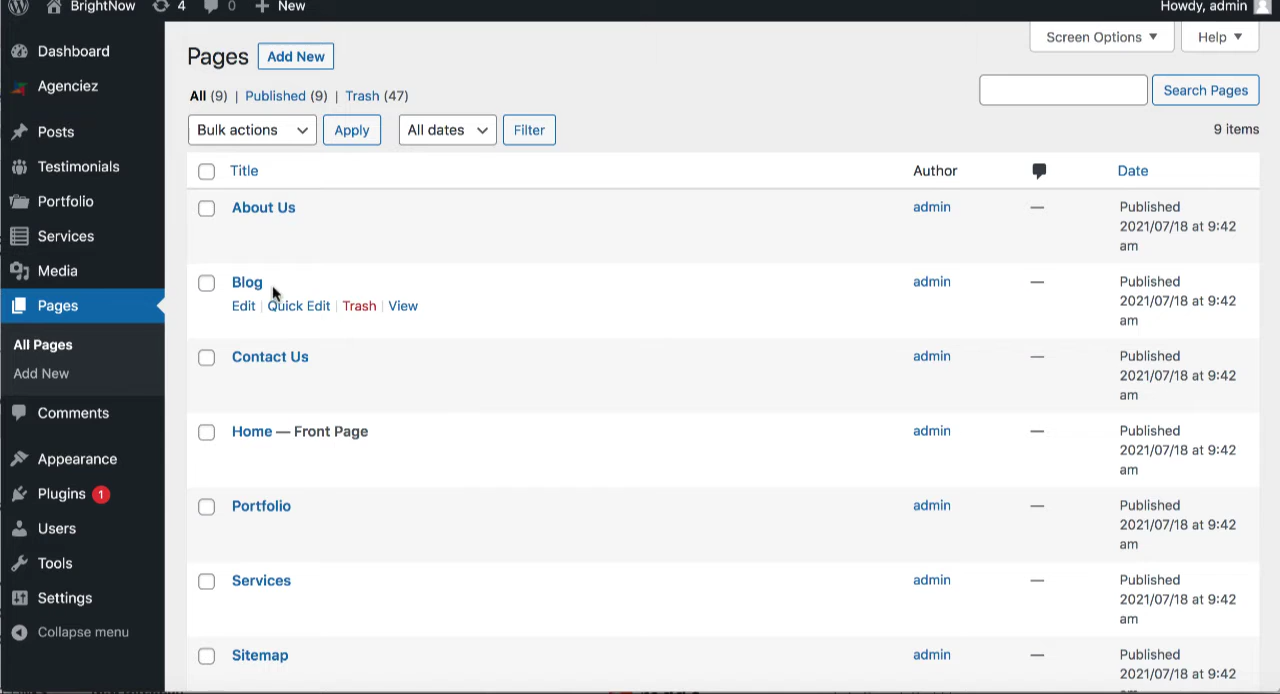 BrightNow 4 0 New Howdy, admin
Screen Options Help
Pages Add New
All (9) | Published (9) | Trash (47)
Search Pages
Bulk actions Apply All dates Filter 9 items
Title Author Date
About Us admin — Published
2021/07/18 at 9:42
am
Blog admin — Published
Edit | Quick Edit | Trash | View 2021/07/18 at 9:42
am
Contact Us admin — Published
2021/07/18 at 9:42
am
Home — Front Page admin — Published
2021/07/18 at 9:42
am
Portfolio admin — Published
2021/07/18 at 9:42
am
Services admin — Published
2021/07/18 at 9:42
am
Sitemap admin — Published
2021/07/18 at 9:42
Dashboard
Agenciez
Posts
Testimonials
Portfolio
Services
Media
Pages
All Pages
Add New
Comments
Appearance
Plugins 1
Users
Tools
Settings
Collapse menu